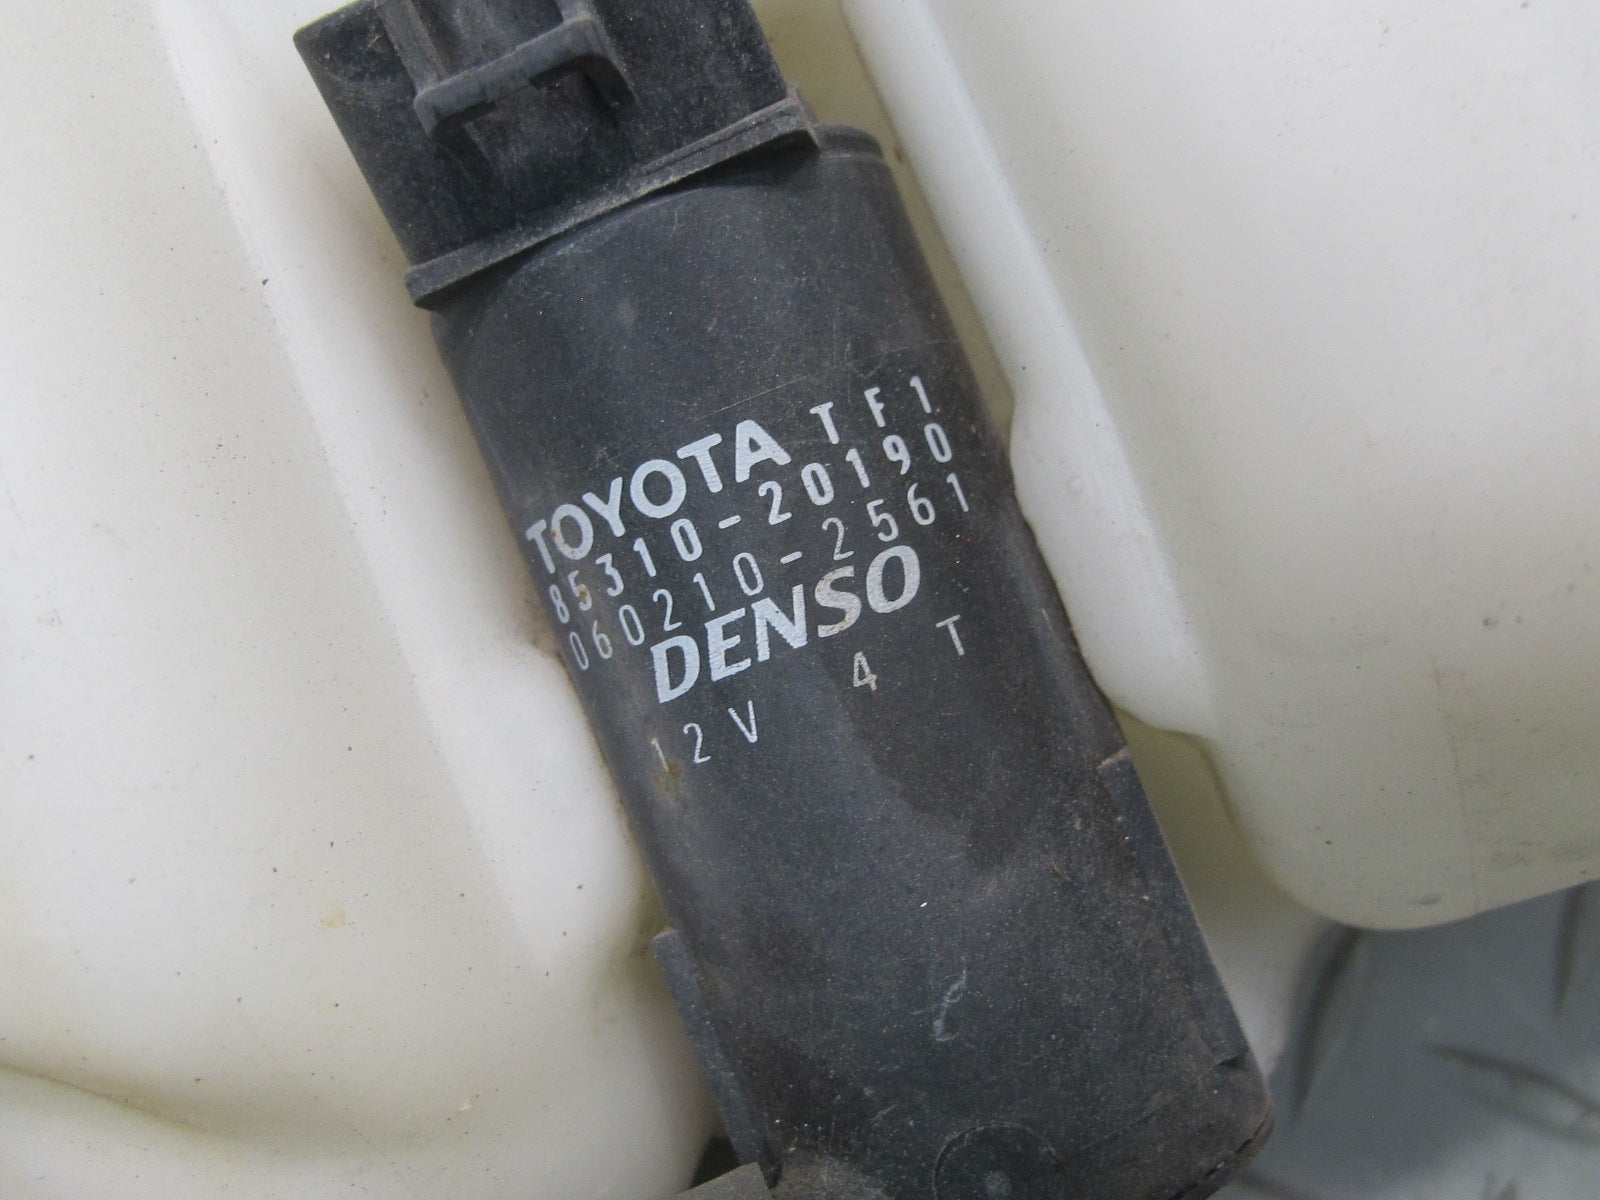 TOYOTA TF1
85310-20190
060210-2561
DENSO
12V 4 T